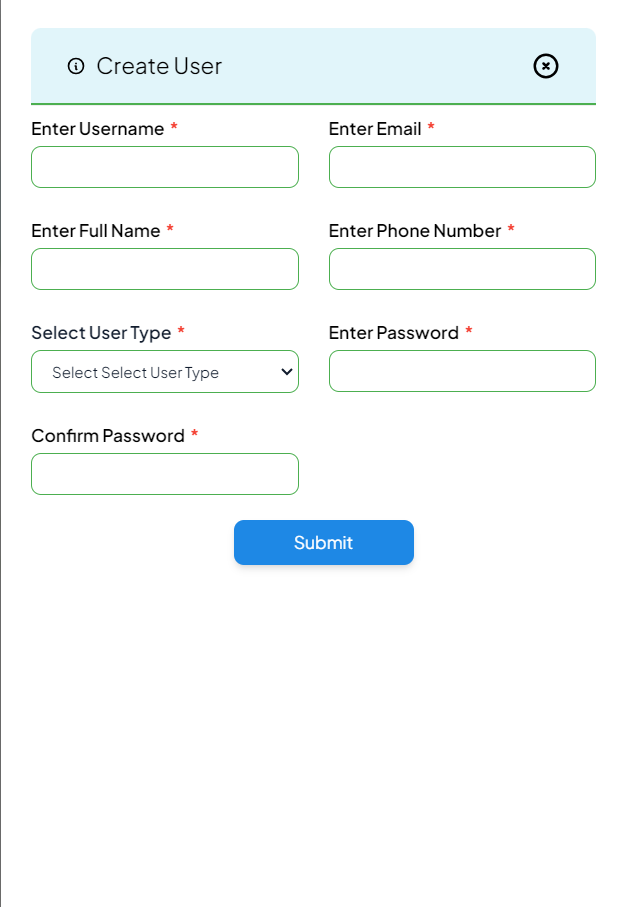 Create User
Enter Username *
Enter Email *
Enter Full Name *
Enter Phone Number *
Select User Type *
Enter Password *
Select Select User Type
Confirm Password *
Submit